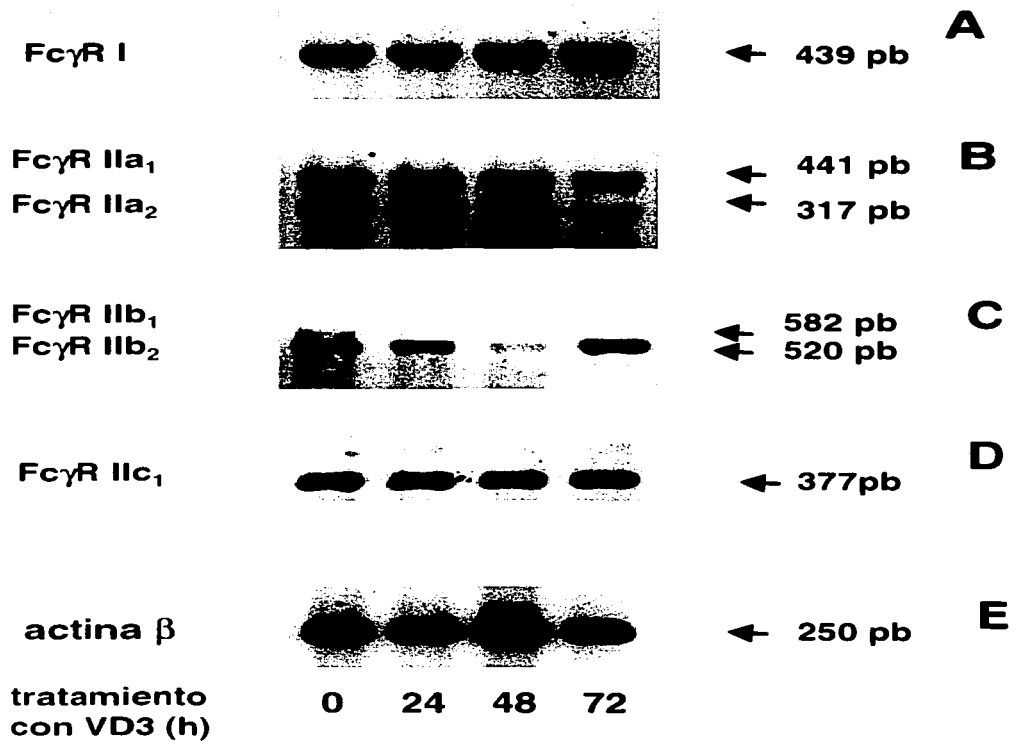 A
FcγR I 439 pb
FcγR IIa₁ 441 pb B
FcγR IIa₂ 317 pb
FcγR IIb₁ 582 pb C
FcγR IIb₂ 520 pb
FcγR IIc₁ 377pb D
actina β 250 pb E
tratamiento 0 24 48 72
con VD3 (h)